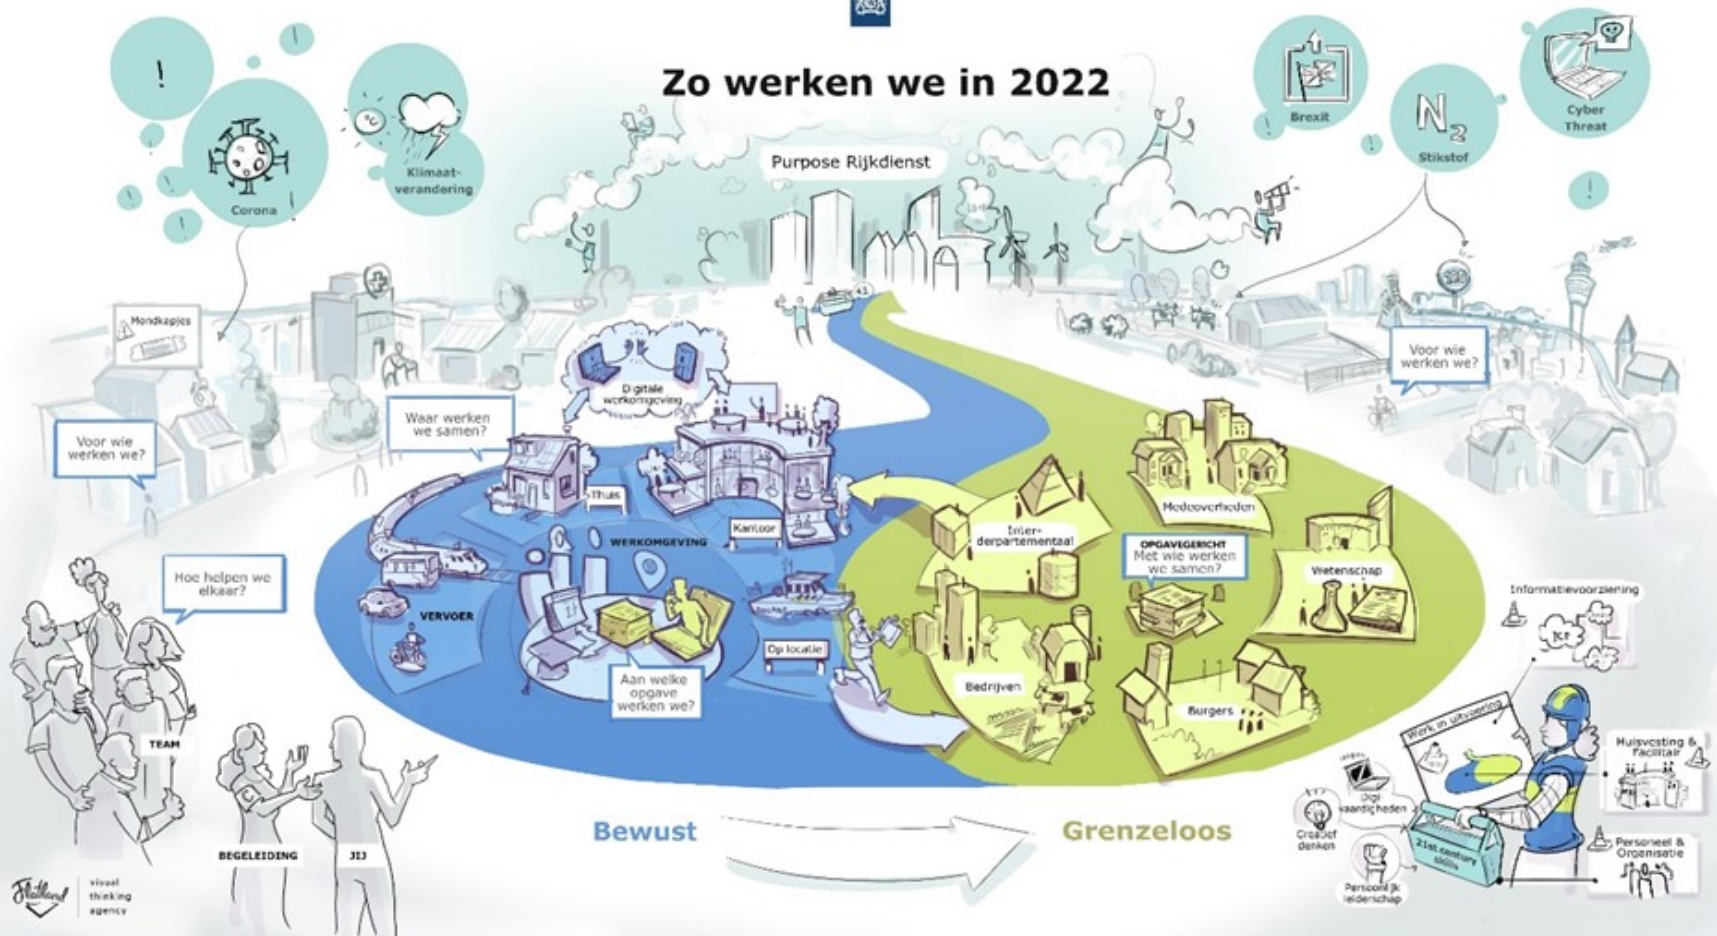 Zo werken we in 2022
Purpose Rijkdienst
!
!
!
!
!
!
!
Corona
°C
Klimaat-
verandering
Brexit
!
N2
Stikstof
!
Cyber
Threat
!
Mondkapjes
Voor wie
werken we?
Waar werken
we samen?
Digitale
werkomgeving
Voor wie
werken we?
Thuis
Kantoor
WERKOMGEVING
VERVOER
Op locatie
Aan welke
opgave
werken we?
Inter-
derpartementaal
Medeoverheden
OPGAVEGERICHT
Met wie werken
we samen?
Wetenschap
Bedrijven
Burgers
Hoe helpen we
elkaar?
TEAM
BEGELEIDING
JIJ
Bewust
Grenzeloos
Informatievoorziening
Werk in uitvoering
Huisvesting &
Facilitair
Digi
vaardigheden
Creatief
denken
21st century
skills
Persoonlijk
leiderschap
Personeel &
Organisatie
Flatland
visual
thinking
agency